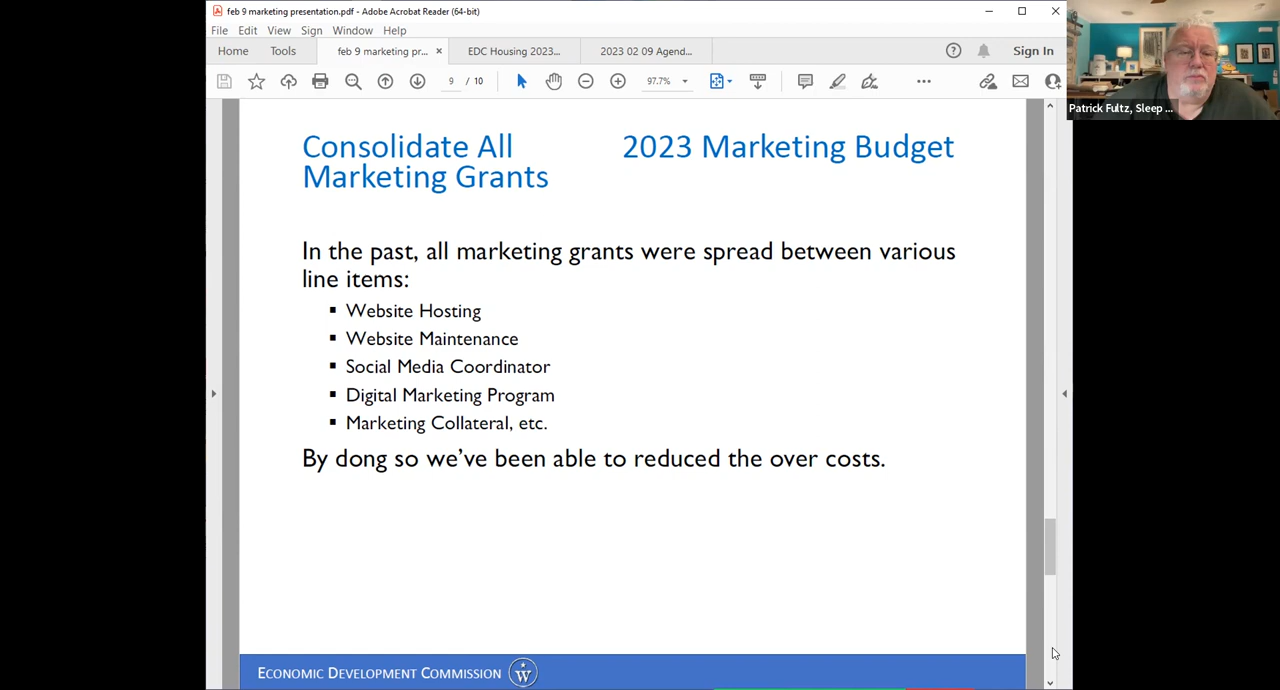 feb 9 marketing presentation.pdf - Adobe Acrobat Reader (64-bit)
File Edit View Sign Window Help
Home Tools feb 9 marketing pr... × EDC Housing 2023... 2023 02 09 Agend... Sign In
9 / 10 97.7%
Patrick Fultz, Sleep ...
Consolidate All 2023 Marketing Budget
Marketing Grants
In the past, all marketing grants were spread between various
line items:
▪ Website Hosting
▪ Website Maintenance
▪ Social Media Coordinator
▪ Digital Marketing Program
▪ Marketing Collateral, etc.
By dong so we've been able to reduced the over costs.
ECONOMIC DEVELOPMENT COMMISSION W